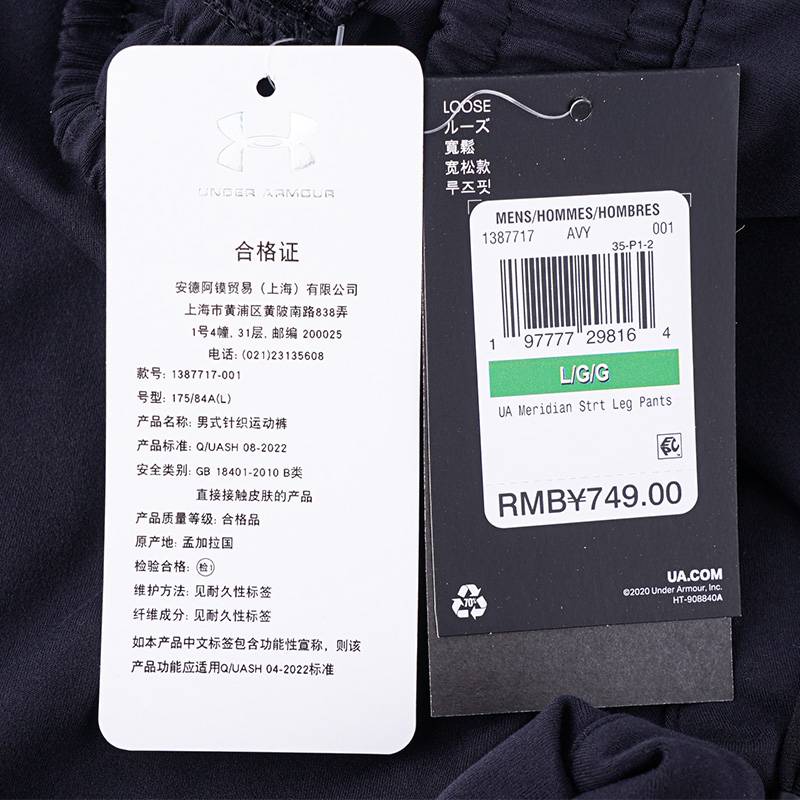 UNDER ARMOUR
合格证
安德阿镆贸易（上海）有限公司
上海市黄浦区黄陂南路838弄
1号4幢, 31层, 邮编 200025
电话: (021)23135608
款号: 1387717-001
号型: 175/84A(L)
产品名称: 男式针织运动裤
产品标准: Q/UASH 08-2022
安全类别: GB 18401-2010 B类
直接接触皮肤的产品
产品质量等级: 合格品
原产地: 孟加拉国
检验合格: 检1
维护方法: 见耐久性标签
纤维成分: 见耐久性标签
如本产品中文标签包含功能性宣称，则该
产品功能应适用Q/UASH 04-2022标准
LOOSE
ルーズ
寬鬆
宽松款
루즈핏
MENS/HOMMES/HOMBRES
1387717 AVY 001
35-P1-2
1 97777 29816 4
L/G/G
UA Meridian Strt Leg Pants
RMB¥749.00
70%
UA.COM
©2020 Under Armour, Inc.
HT-90BB40A